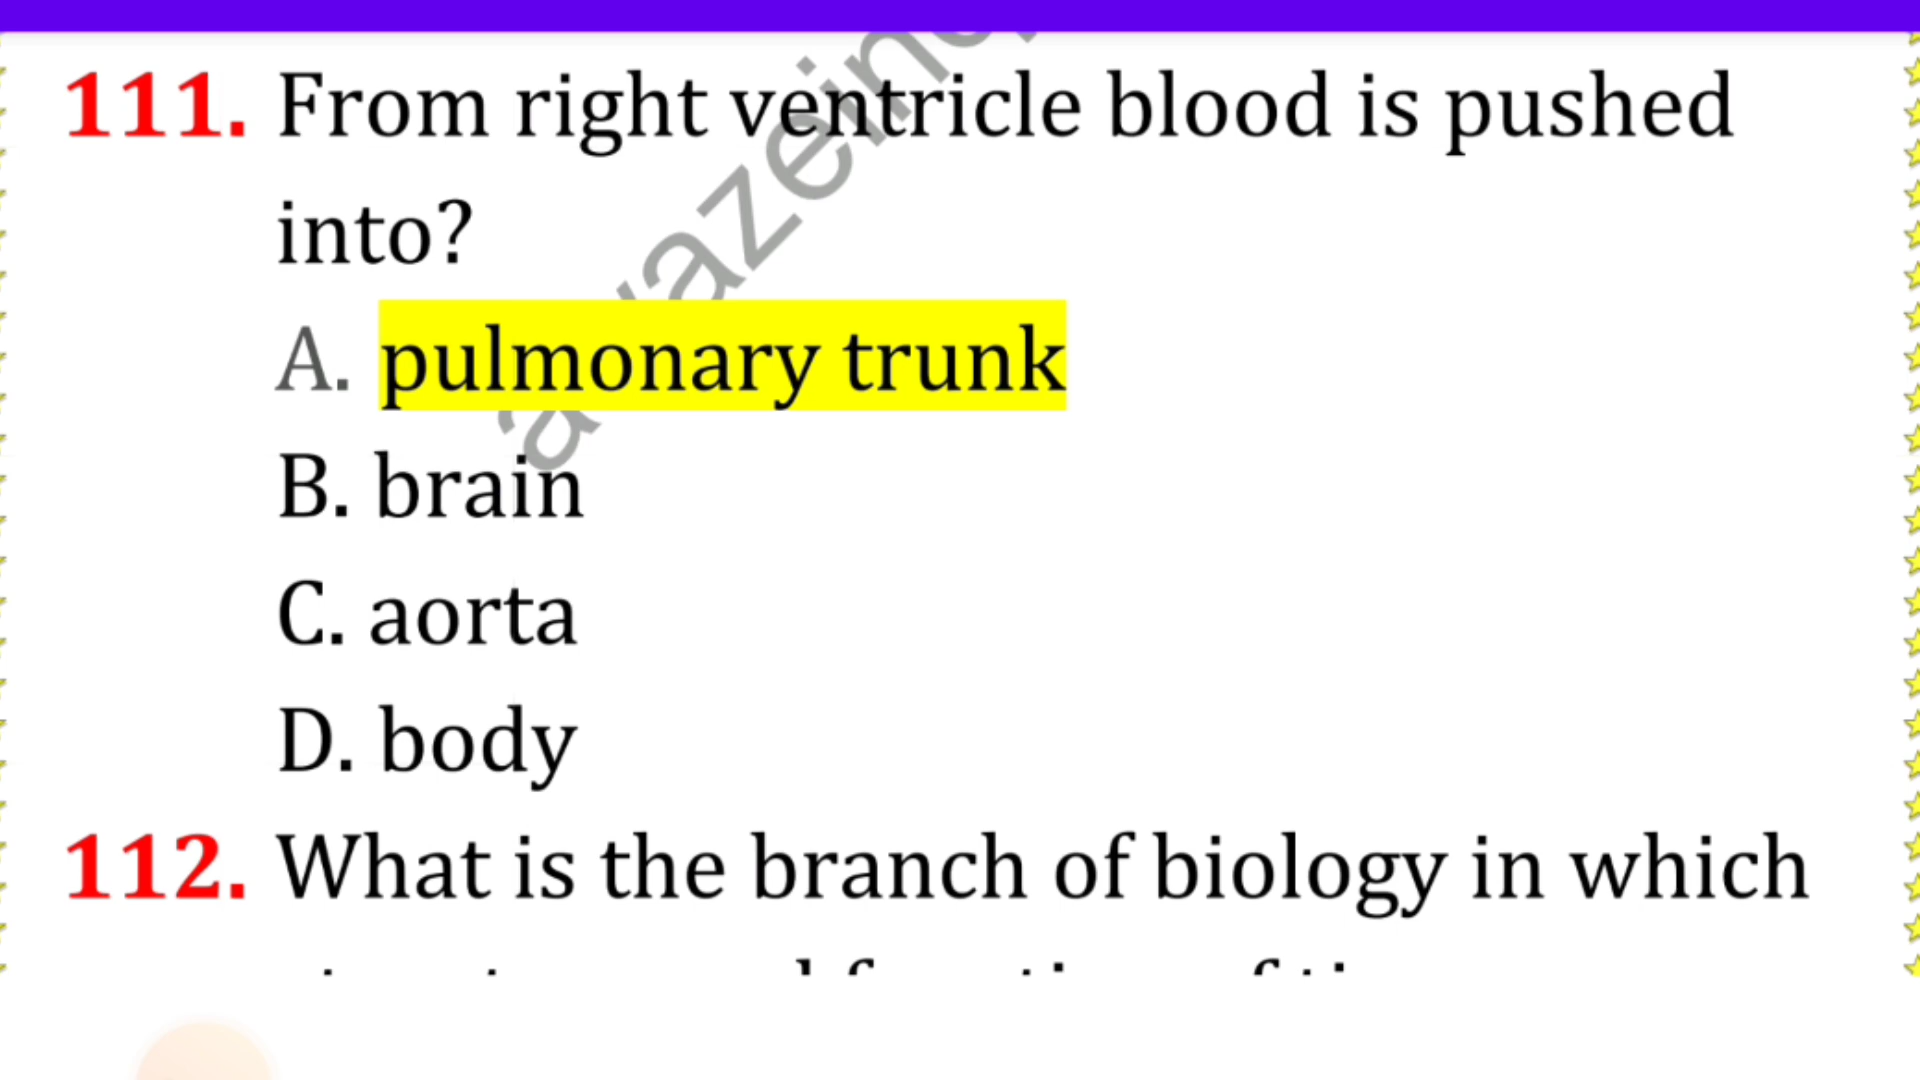 111. From right ventricle blood is pushed
into?
A. pulmonary trunk
B. brain
C. aorta
D. body
112. What is the branch of biology in which